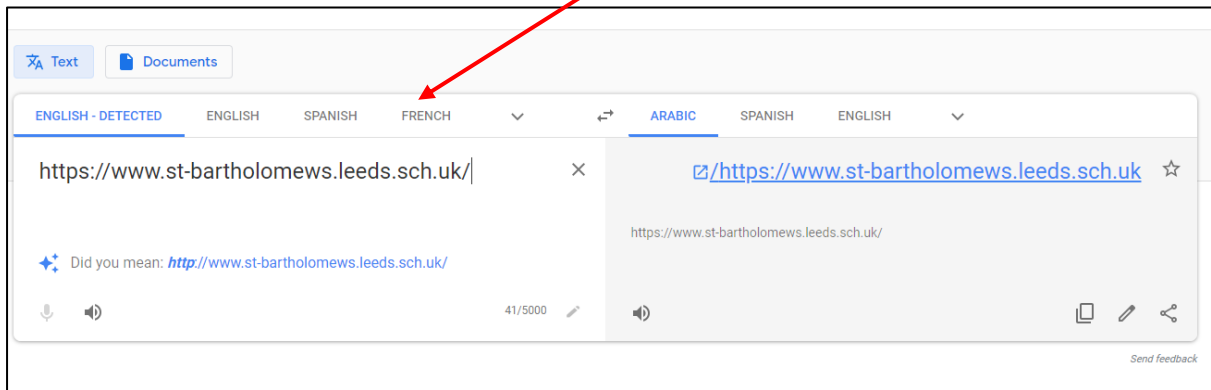 Text Documents
ENGLISH - DETECTED ENGLISH SPANISH FRENCH ARABIC SPANISH ENGLISH
https://www.st-bartholomews.leeds.sch.uk/
/https://www.st-bartholomews.leeds.sch.uk
https://www.st-bartholomews.leeds.sch.uk/
Did you mean: http://www.st-bartholomews.leeds.sch.uk/
41/5000
Send feedback